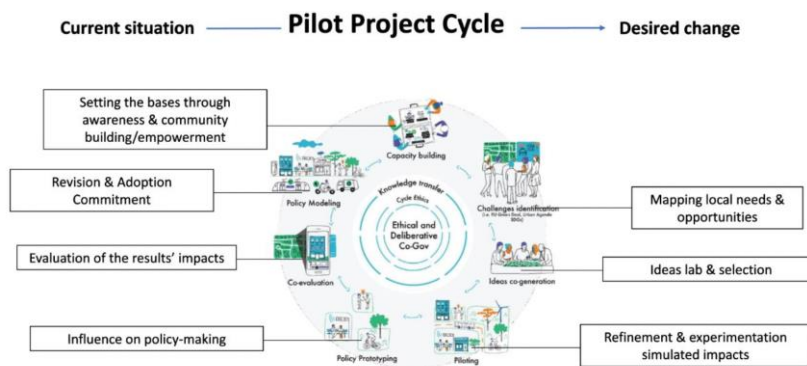 Current situation
Pilot Project Cycle
Desired change
Setting the bases through
awareness & community
building/empowerment
Capacity building
Revision & Adoption
Commitment
Policy Modeling
Knowledge transfer
Cycle Ethics
Ethical and
Deliberative
Co-Gov
Challenges identification
Mapping local needs &
opportunities
Evaluation of the results' impacts
Co-evaluation
Ideas co-generation
Ideas lab & selection
Influence on policy-making
Policy Prototyping
Piloting
Refinement & experimentation
simulated impacts